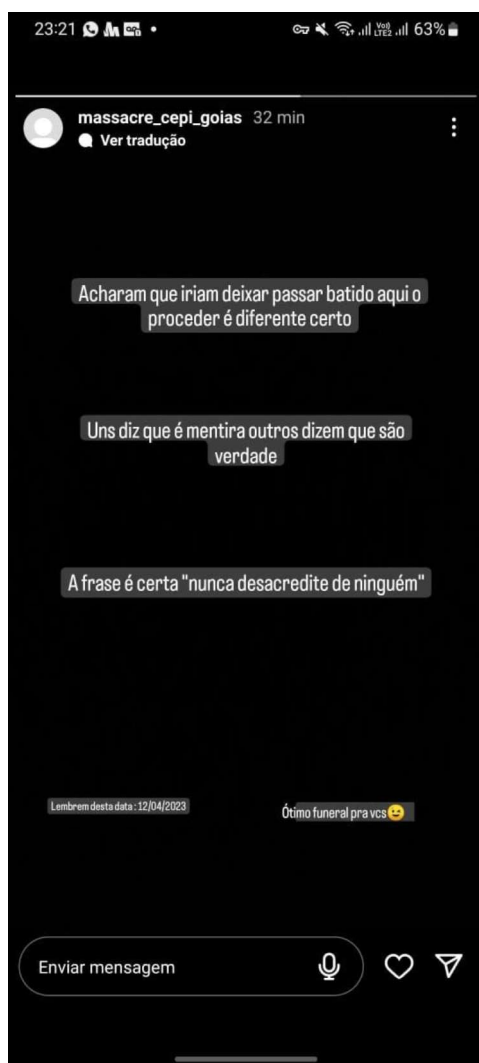 23:21
63%
massacre_cepi_goias 32 min
Ver tradução
Acharam que iriam deixar passar batido aqui o
proceder é diferente certo
Uns diz que é mentira outros dizem que são
verdade
A frase é certa "nunca desacredite de ninguém"
Lembrem desta data : 12/04/2023
Ótimo funeral pra vcs😉
Enviar mensagem